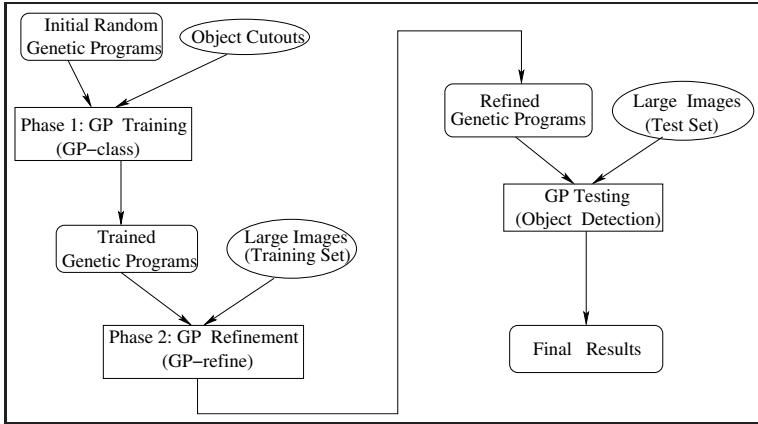 Initial Random
Genetic Programs
Object Cutouts
Phase 1: GP Training
(GP−class)
Trained
Genetic Programs
Large Images
(Training Set)
Phase 2: GP Refinement
(GP−refine)
Refined
Genetic Programs
Large Images
(Test Set)
GP Testing
(Object Detection)
Final Results